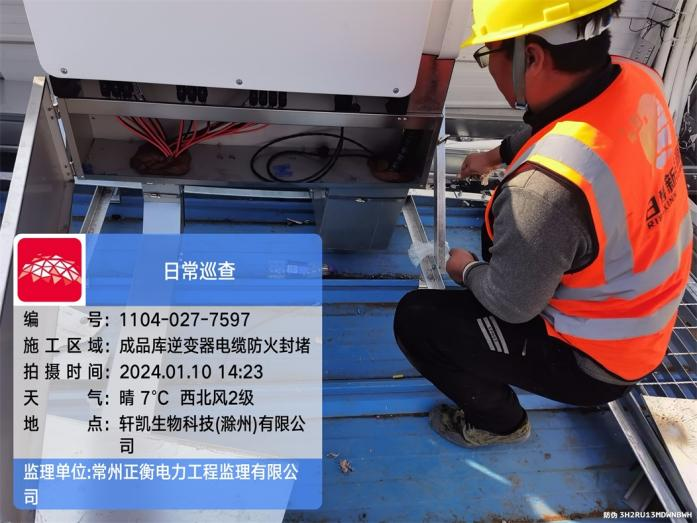 日常巡查
编 号: 1104-027-7597
施工区域: 成品库逆变器电缆防火封堵
拍摄时间: 2024.01.10 14:23
天 气: 晴 7℃ 西北风2级
地 点: 轩凯生物科技(滁州)有限公
司
监理单位:常州正衡电力工程监理有限公
司
防伪 3H2RU13MDWNBWH